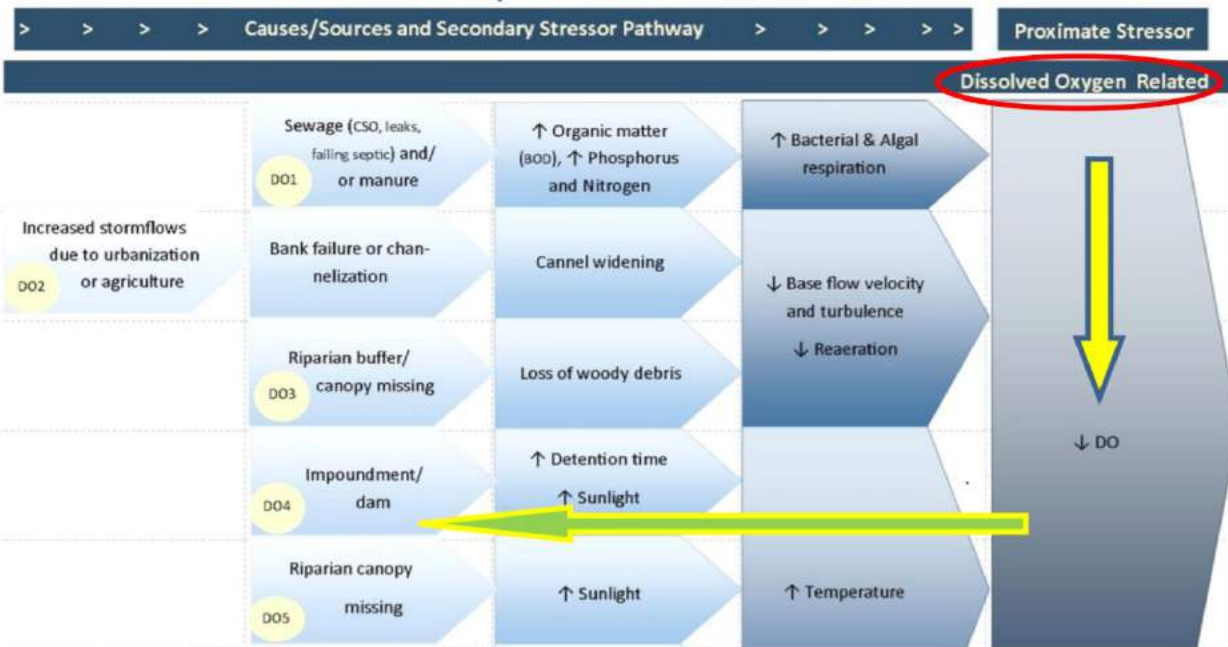 > > > > Causes/Sources and Secondary Stressor Pathway > > > > >
Proximate Stressor
Dissolved Oxygen Related
Sewage (CSO, leaks,
failing septic) and/
or manure
DO1
↑ Organic matter
(BOD), ↑ Phosphorus
and Nitrogen
↑ Bacterial & Algal
respiration
Increased stormflows
due to urbanization
or agriculture
DO2
Bank failure or chan-
nelization
Cannel widening
↓ Base flow velocity
and turbulence
↓ Reaeration
Riparian buffer/
canopy missing
DO3
Loss of woody debris
↓ DO
Impoundment/
dam
DO4
↑ Detention time
↑ Sunlight
Riparian canopy
missing
DO5
↑ Sunlight
↑ Temperature